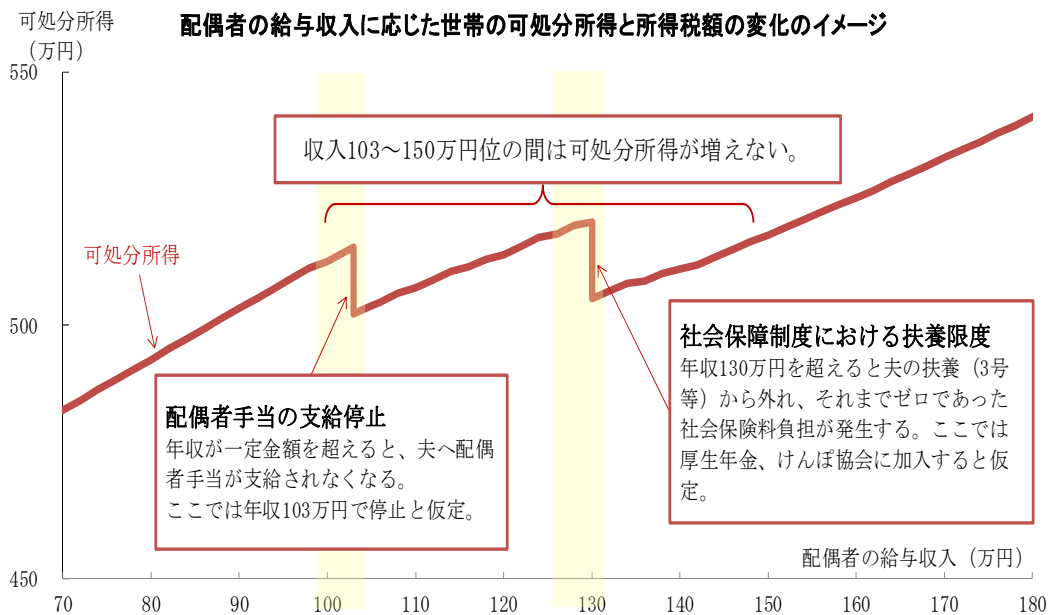 可処分所得
（万円）
配偶者の給与収入に応じた世帯の可処分所得と所得税額の変化のイメージ
550
収入103～150万円位の間は可処分所得が増えない。
可処分所得
500
配偶者手当の支給停止
年収が一定金額を超えると、夫へ配偶
者手当が支給されなくなる。
ここでは年収103万円で停止と仮定。
社会保障制度における扶養限度
年収130万円を超えると夫の扶養（3号
等）から外れ、それまでゼロであった
社会保険料負担が発生する。ここでは
厚生年金、けんぽ協会に加入すると仮
定。
配偶者の給与収入（万円）
450
70 80 90 100 110 120 130 140 150 160 170 180